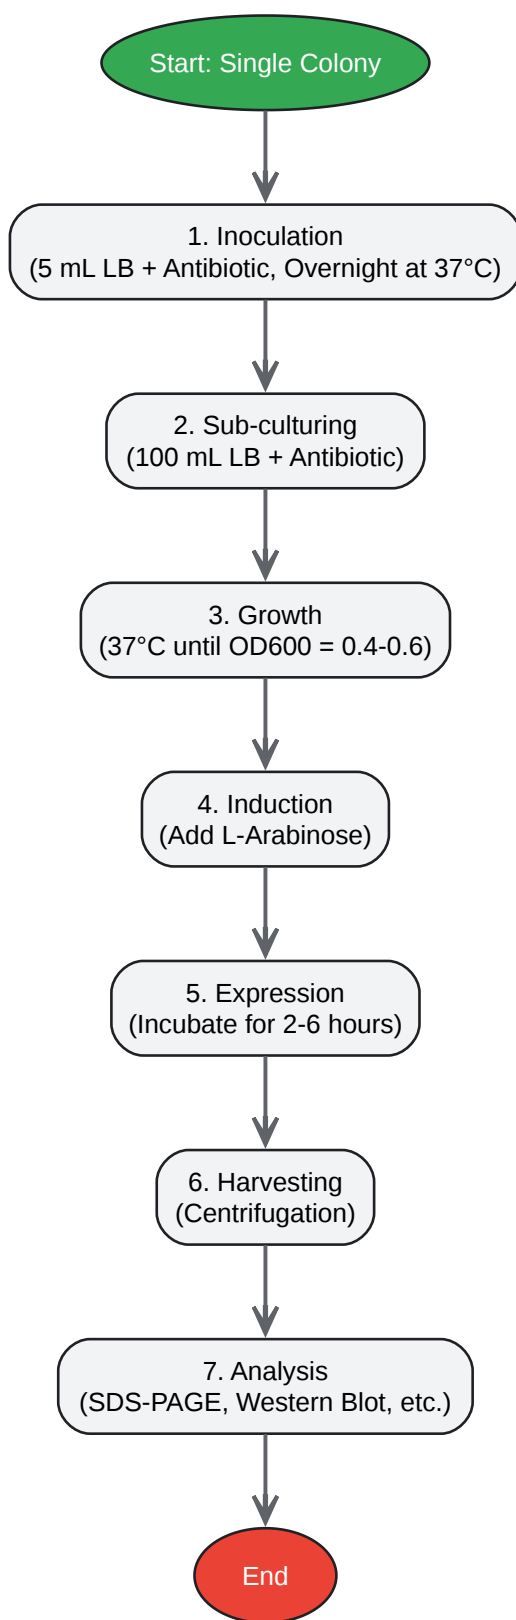 Start: Single Colony
1. Inoculation
(5 mL LB + Antibiotic, Overnight at 37°C)
2. Sub-culturing
(100 mL LB + Antibiotic)
3. Growth
(37°C until OD600 = 0.4-0.6)
4. Induction
(Add L-Arabinose)
5. Expression
(Incubate for 2-6 hours)
6. Harvesting
(Centrifugation)
7. Analysis
(SDS-PAGE, Western Blot, etc.)
End